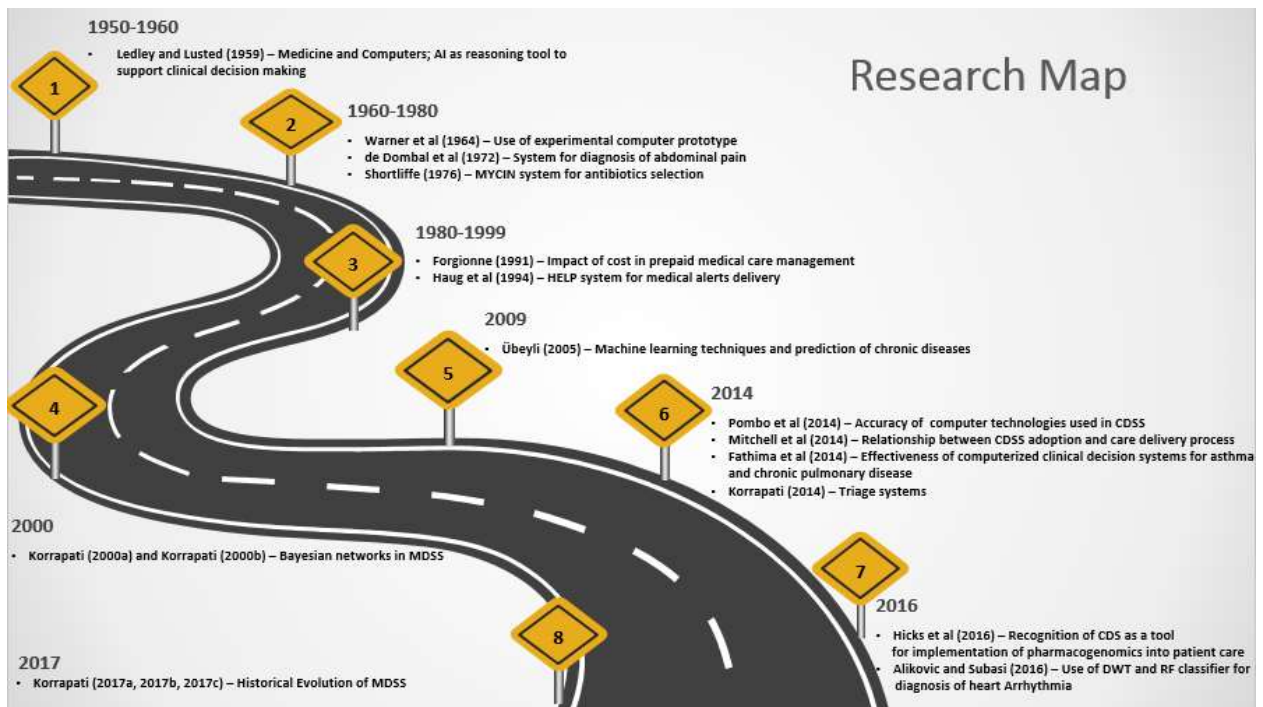 Research Map
1
1950-1960
• Ledley and Lusted (1959) – Medicine and Computers; AI as reasoning tool to
support clinical decision making
2
1960-1980
• Warner et al (1964) – Use of experimental computer prototype
• de Dombal et al (1972) – System for diagnosis of abdominal pain
• Shortliffe (1976) – MYCIN system for antibiotics selection
3
1980-1999
• Forgionne (1991) – Impact of cost in prepaid medical care management
• Haug et al (1994) – HELP system for medical alerts delivery
4
2000
• Korrapati (2000a) and Korrapati (2000b) – Bayesian networks in MDSS
5
2009
• Übeyli (2005) – Machine learning techniques and prediction of chronic diseases
6
2014
• Pombo et al (2014) – Accuracy of computer technologies used in CDSS
• Mitchell et al (2014) – Relationship between CDSS adoption and care delivery process
• Fathima et al (2014) – Effectiveness of computerized clinical decision systems for asthma
and chronic pulmonary disease
• Korrapati (2014) – Triage systems
7
2016
• Hicks et al (2016) – Recognition of CDS as a tool
for implementation of pharmacogenomics into patient care
• Alikovic and Subasi (2016) – Use of DWT and RF classifier for
diagnosis of heart Arrhythmia
8
2017
• Korrapati (2017a, 2017b, 2017c) – Historical Evolution of MDSS